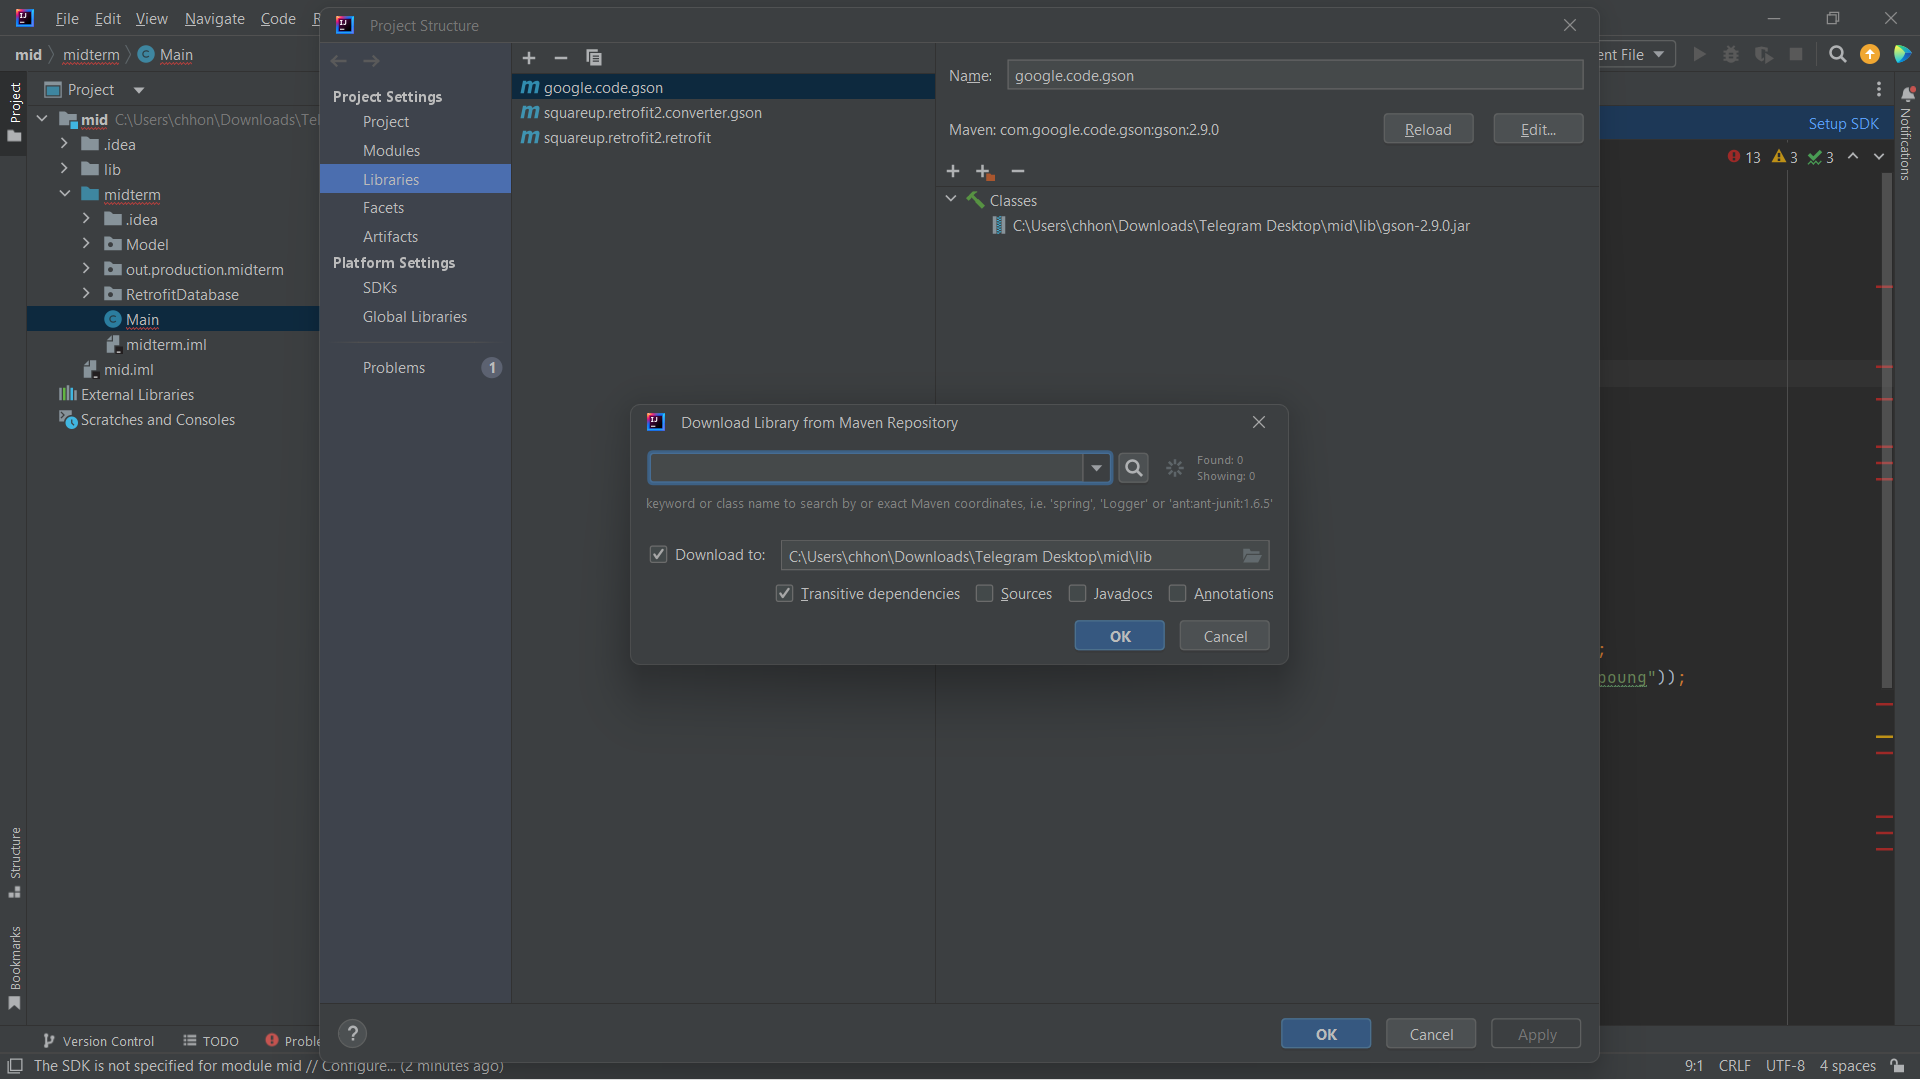 File Edit View Navigate Code
Project Structure
mid midterm Main
ent File
Project
Project
mid C:\Users\chhon\Downloads\Te
.idea
lib
midterm
.idea
Model
out.production.midterm
RetrofitDatabase
Main
midterm.iml
mid.iml
External Libraries
Scratches and Consoles
Structure
Bookmarks
Project Settings
Project
Modules
Libraries
Facets
Artifacts
Platform Settings
SDKs
Global Libraries
Problems 1
google.code.gson
squareup.retrofit2.converter.gson
squareup.retrofit2.retrofit
Name: google.code.gson
Maven: com.google.code.gson:gson:2.9.0
Reload Edit...
Classes
C:\Users\chhon\Downloads\Telegram Desktop\mid\lib\gson-2.9.0.jar
Setup SDK
13 3 3
Notifications
Download Library from Maven Repository
Found: 0
Showing: 0
keyword or class name to search by or exact Maven coordinates, i.e. 'spring', 'Logger' or 'ant:ant-junit:1.6.5'
Download to: C:\Users\chhon\Downloads\Telegram Desktop\mid\lib
Transitive dependencies Sources Javadocs Annotations
OK Cancel
;
poung"));
? OK Cancel Apply
Version Control TODO Proble
The SDK is not specified for module mid // Configure... (2 minutes ago)
9:1 CRLF UTF-8 4 spaces